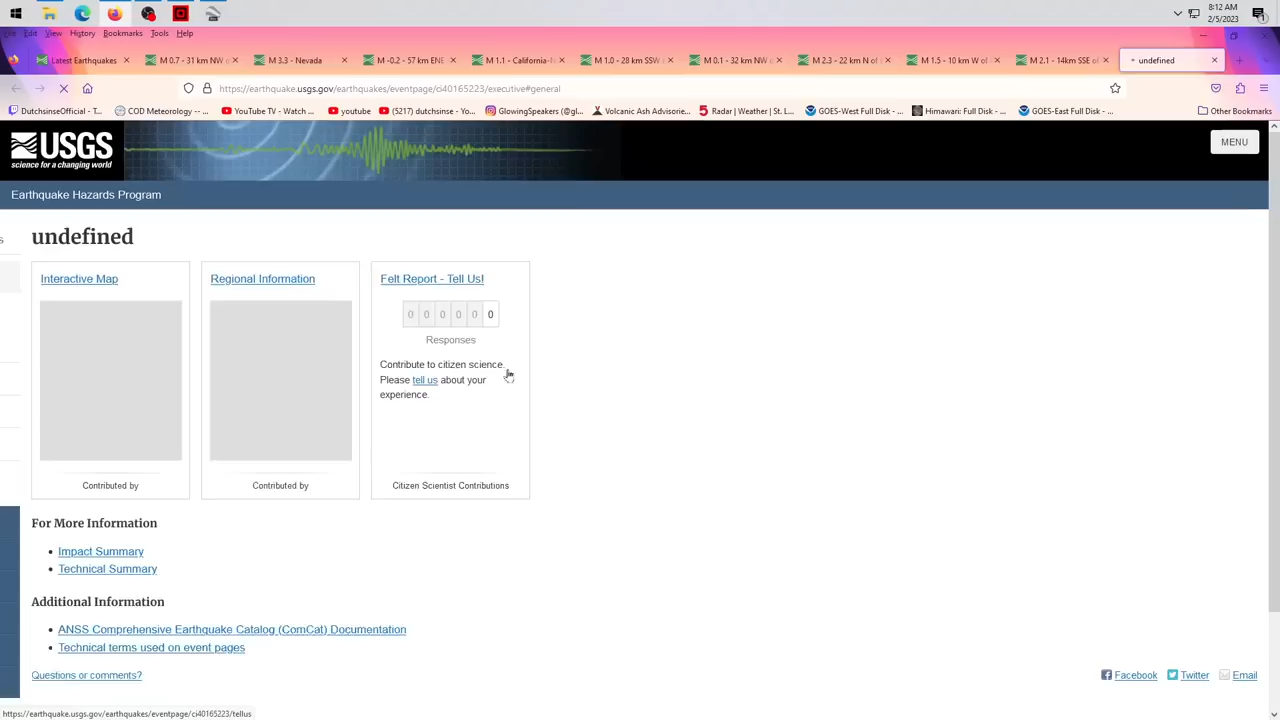 8:12 AM
2/5/2023
Edit View History Bookmarks Tools Help
Latest Earthquakes
M 0.7 - 31 km NW o
M 3.3 - Nevada
M -0.2 - 57 km ENE
M 1.1 - California-N
M 1.0 - 28 km SSW
M 0.1 - 32 km NW
M 2.3 - 22 km N of
M 1.5 - 10 km W of
M 2.1 - 14km SSE of
undefined
https://earthquake.usgs.gov/earthquakes/eventpage/ci40165223/executive#general
DutchsinseOfficial - T...
COD Meteorology --...
YouTube TV - Watch ...
youtube
(5217) dutchsinse - Yo...
GlowingSpeakers (@gl...
Volcanic Ash Advisorie...
Radar | Weather | St. L...
GOES-West Full Disk -...
Himawari: Full Disk -...
GOES-East Full Disk -...
Other Bookmarks
USGS
science for a changing world
MENU
Earthquake Hazards Program
s
undefined
Interactive Map
Regional Information
Felt Report - Tell Us!
0 0 0 0 0 0
Responses
Contribute to citizen science.
Please tell us about your
experience.
Contributed by
Contributed by
Citizen Scientist Contributions
For More Information
• Impact Summary
• Technical Summary
Additional Information
• ANSS Comprehensive Earthquake Catalog (ComCat) Documentation
• Technical terms used on event pages
Questions or comments?
Facebook
Twitter
Email
https://earthquake.usgs.gov/earthquakes/eventpage/ci40165223/tellus